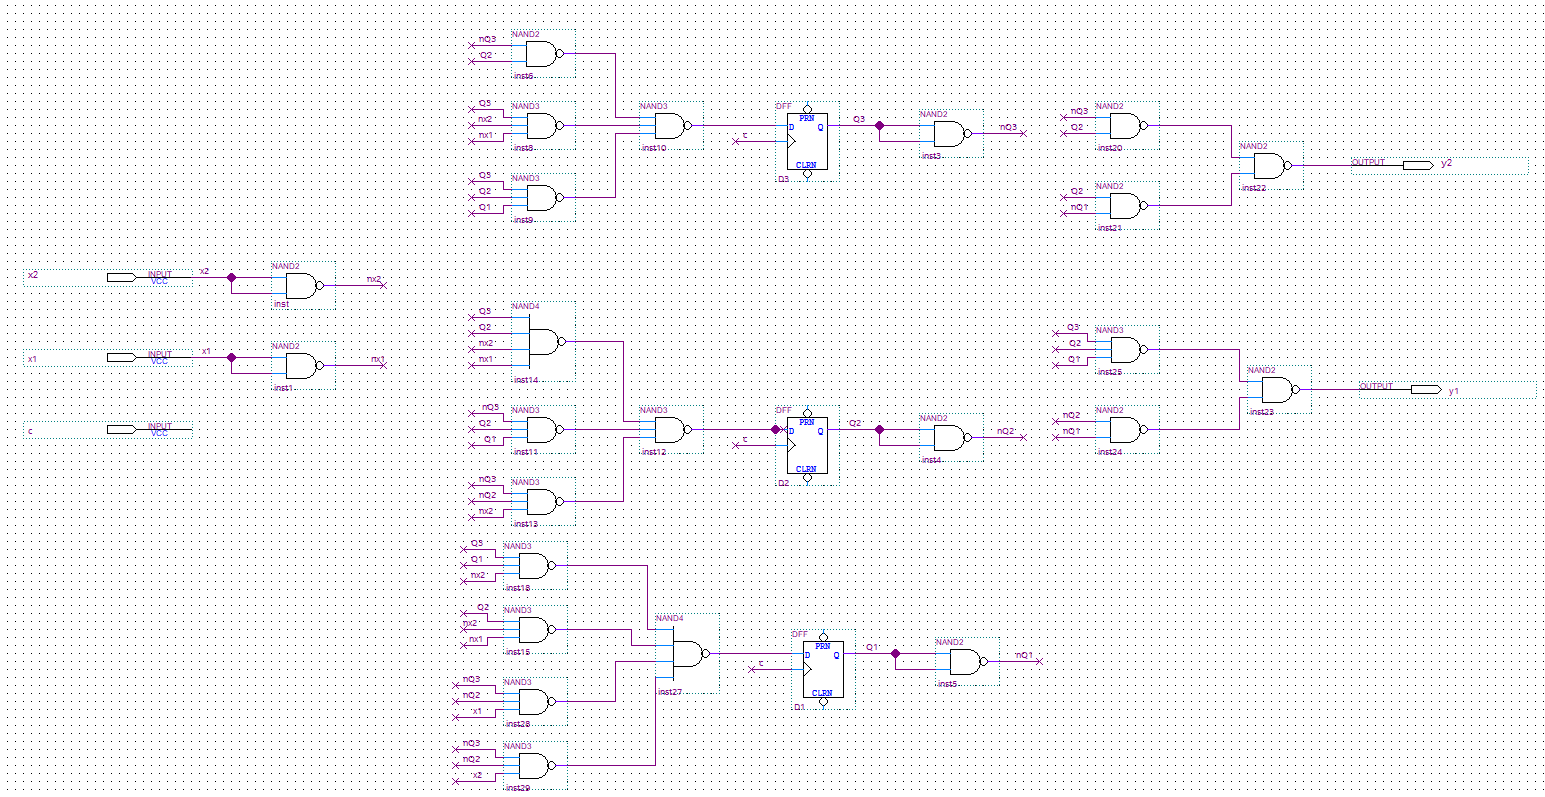 nQ3
Q2
NAND2
inst6
Q3
nx2
nx1
NAND3
inst8
Q3
Q2
Q1
NAND3
inst9
NAND3
inst10
DFF
PRN
D
Q
CLRN
D3
c
Q3
NAND2
inst3
nQ3
nQ3
Q2
NAND2
inst20
Q2
nQ1
NAND2
inst21
NAND2
inst22
OUTPUT
y2
x2
INPUT
VCC
x2
NAND2
inst
nx2
x1
INPUT
VCC
x1
NAND2
inst1
nx1
c
INPUT
VCC
Q3
Q2
nx2
nx1
NAND4
inst14
nQ3
Q2
Q1
NAND3
inst11
nQ3
nQ2
nx2
NAND3
inst13
NAND3
inst12
DFF
PRN
D
Q
CLRN
D2
c
Q2
NAND2
inst4
nQ2
Q3
Q2
Q1
NAND3
inst25
nQ2
nQ1
NAND2
inst24
NAND2
inst23
OUTPUT
y1
Q3
Q1
nx2
NAND3
inst18
Q2
nx2
nx1
NAND3
inst15
nQ3
nQ2
x1
NAND3
inst28
nQ3
nQ2
x2
NAND3
inst29
NAND4
inst27
DFF
PRN
D
Q
CLRN
D1
c
Q1
NAND2
inst5
nQ1